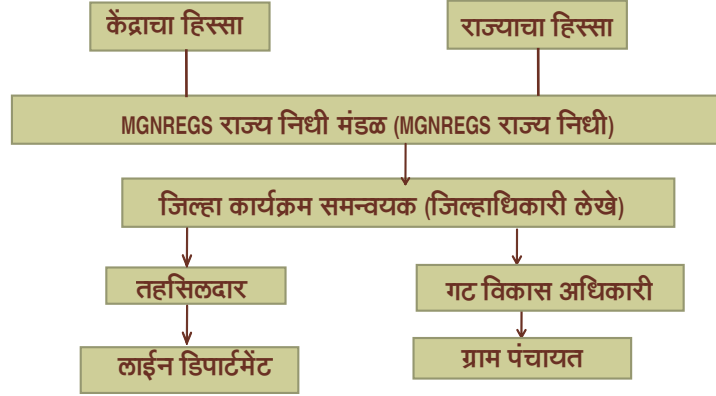 केंद्राचा हिस्सा
राज्याचा हिस्सा
MGNREGS राज्य निधी मंडळ (MGNREGS राज्य निधी)
जिल्हा कार्यक्रम समन्वयक (जिल्हाधिकारी लेखे)
तहसिलदार
गट विकास अधिकारी
लाईन डिपार्टमेंट
ग्राम पंचायत